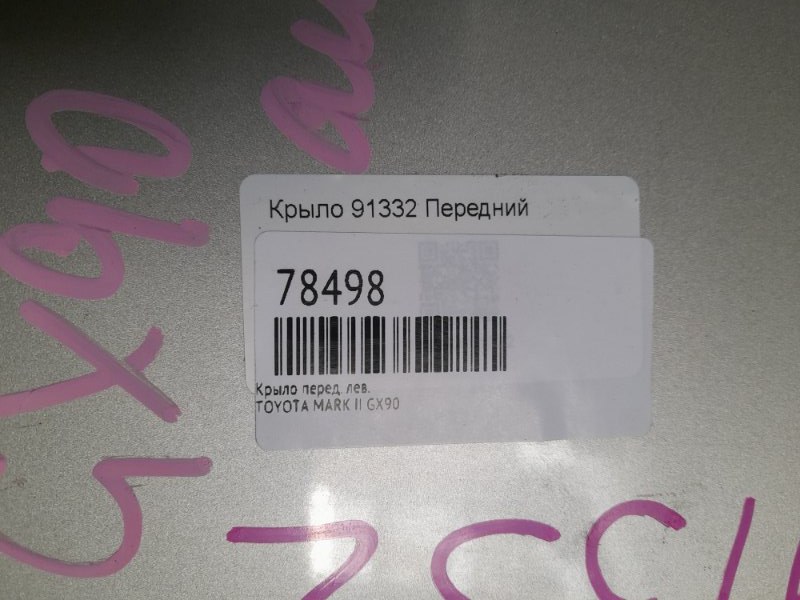 Крыло 91332 Передний
78498
Крыло перед. лев.
TOYOTA MARK II GX90
GX90